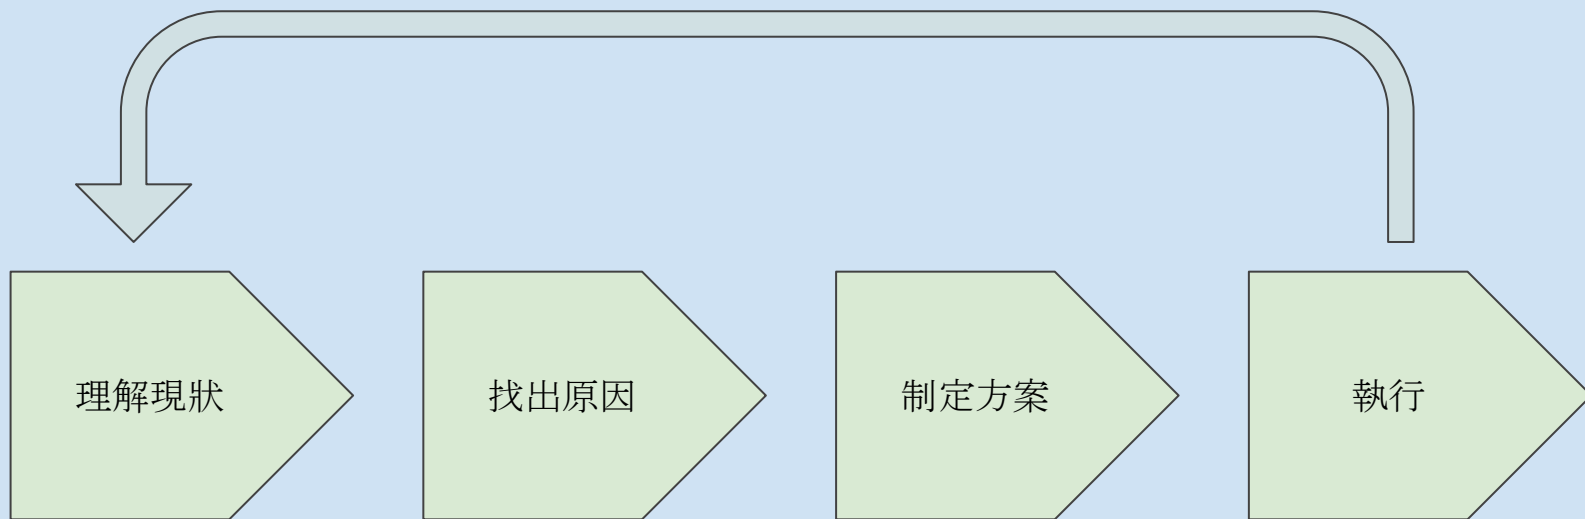 理解現狀
找出原因
制定方案
執行